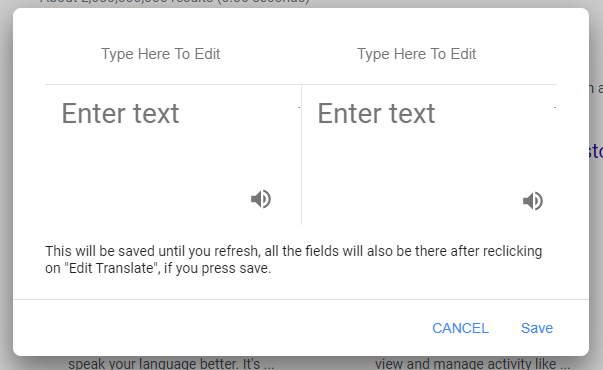 Type Here To Edit
Type Here To Edit
Enter text
Enter text
This will be saved until you refresh, all the fields will also be there after reclicking
on "Edit Translate", if you press save.
CANCEL
Save
speak your language better. It's ...
view and manage activity like ...